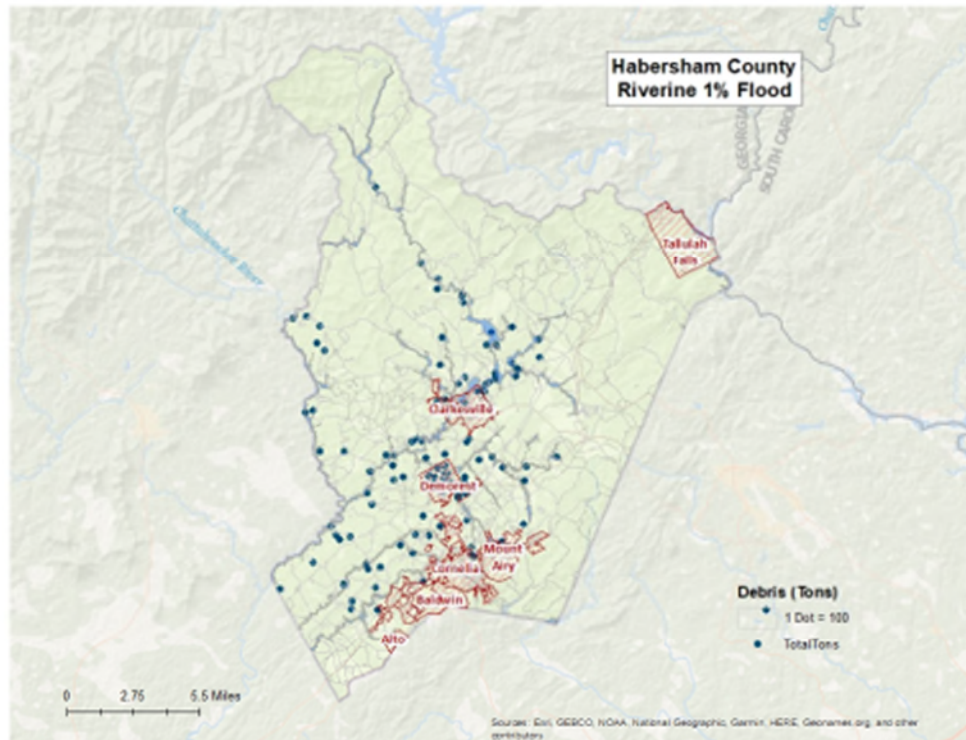 Habersham County
Riverine 1% Flood
GEORGIA
SOUTH CAROL
Chattahoochee River
Tallulah
Falls
Clarkesville
Demorest
Mount
Airy
Cornelia
Baldwin
Alto
Debris (Tons)
1 Dot = 100
TotalTons
0 2.75 5.5 Miles
Sources: Esri, GEBCO, NOAA, National Geographic, Garmin, HERE, Geonames.org, and other
contributors